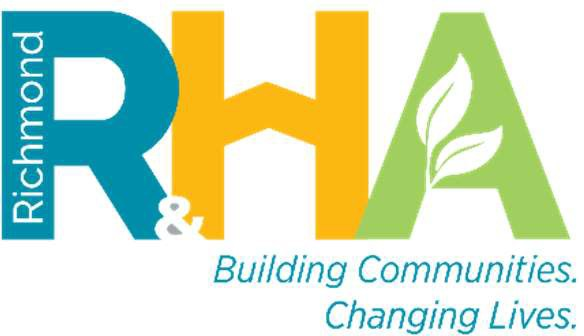 Richmond
R&HA
Building Communities.
Changing Lives.